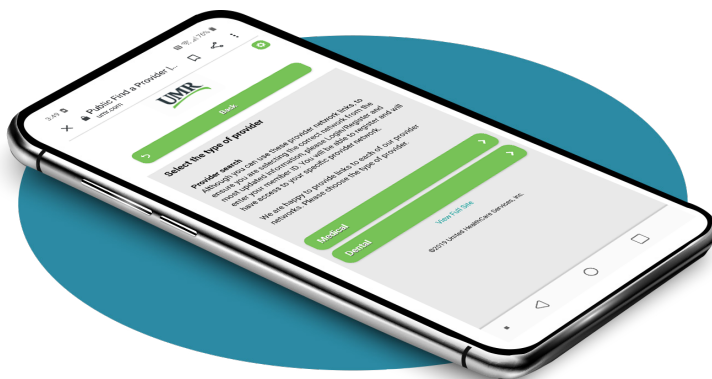 3:49
76%
Public Find a Provider |...
umr.com
UMR
Back
Select the type of provider
Provider search
Although you can use these provider network links, to
ensure you are selecting the correct network from the
most updated information, please Login/Register and
enter your member ID. You will be able to register and will
have access to your specific provider network.
We are happy to provide links to each of our provider
networks. Please choose the type of provider.
Medical
Dental
View Full Site
©2019 United HealthCare Services, Inc.